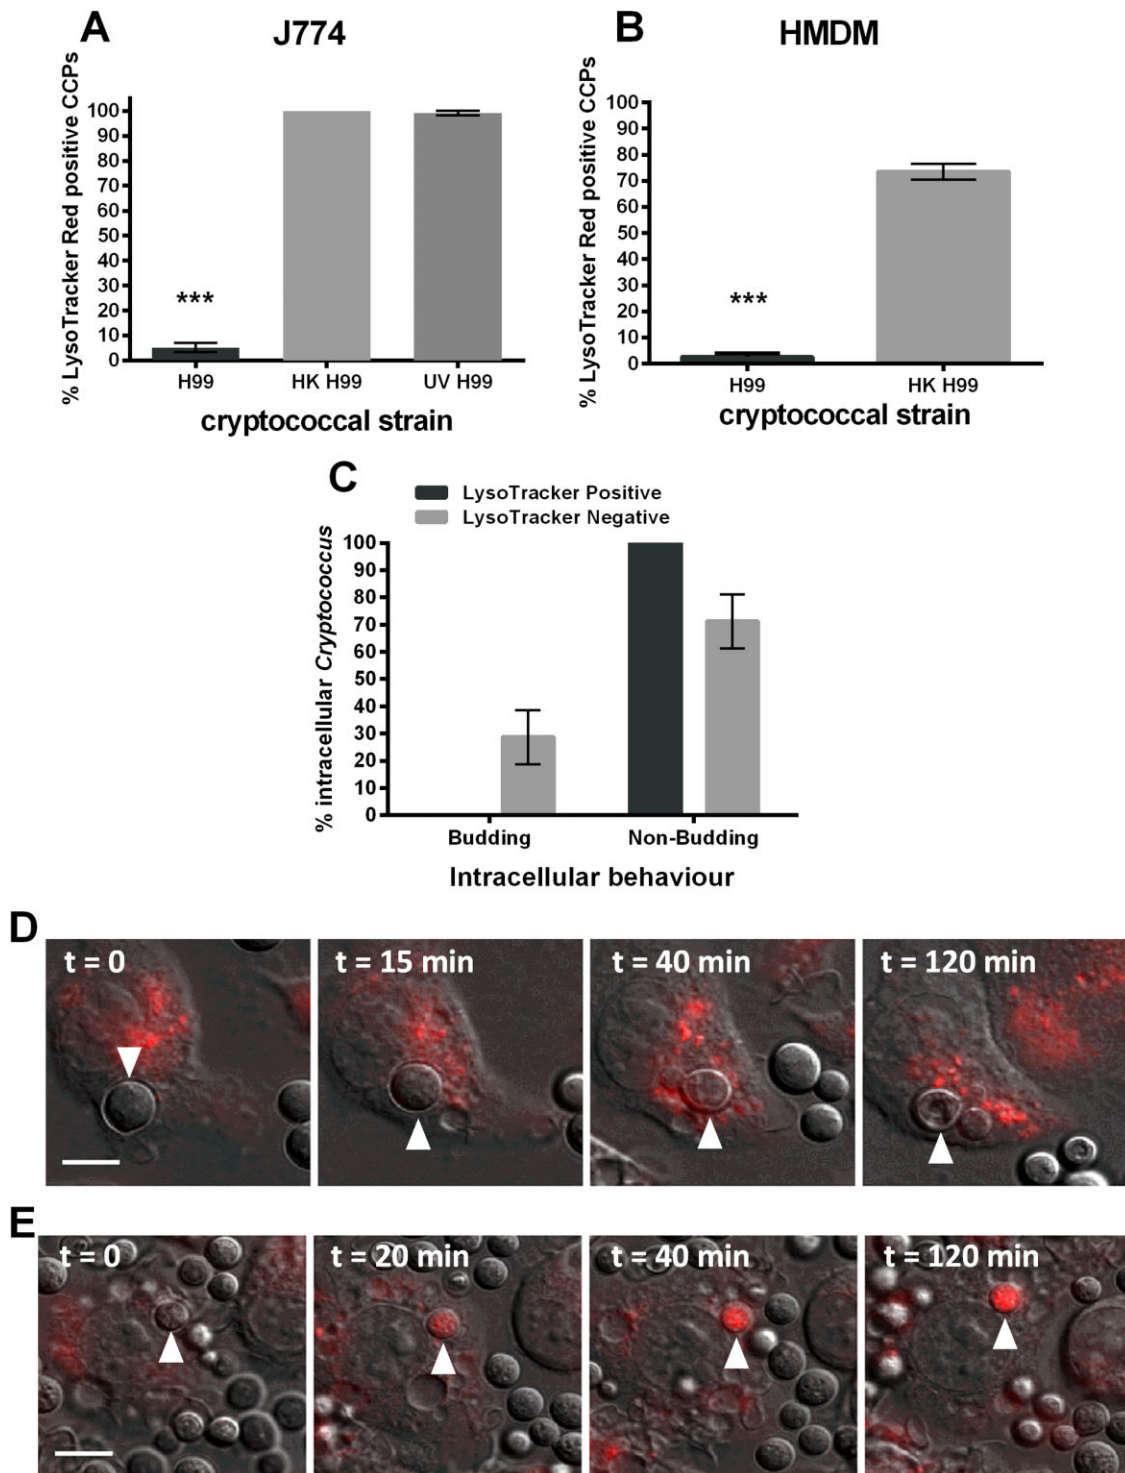 A
J774
% LysoTracker Red positive CCPs
100
90
80
70
60
50
40
30
20
10
0
***
H99
HK H99
UV H99
cryptococcal strain
B
HMDM
% LysoTracker Red positive CCPs
100
90
80
70
60
50
40
30
20
10
0
***
H99
HK H99
cryptococcal strain
C
LysoTracker Positive
LysoTracker Negative
% intracellular Cryptococcus
100
90
80
70
60
50
40
30
20
10
0
Budding
Non-Budding
Intracellular behaviour
D
t = 0
t = 15 min
t = 40 min
t = 120 min
E
t = 0
t = 20 min
t = 40 min
t = 120 min